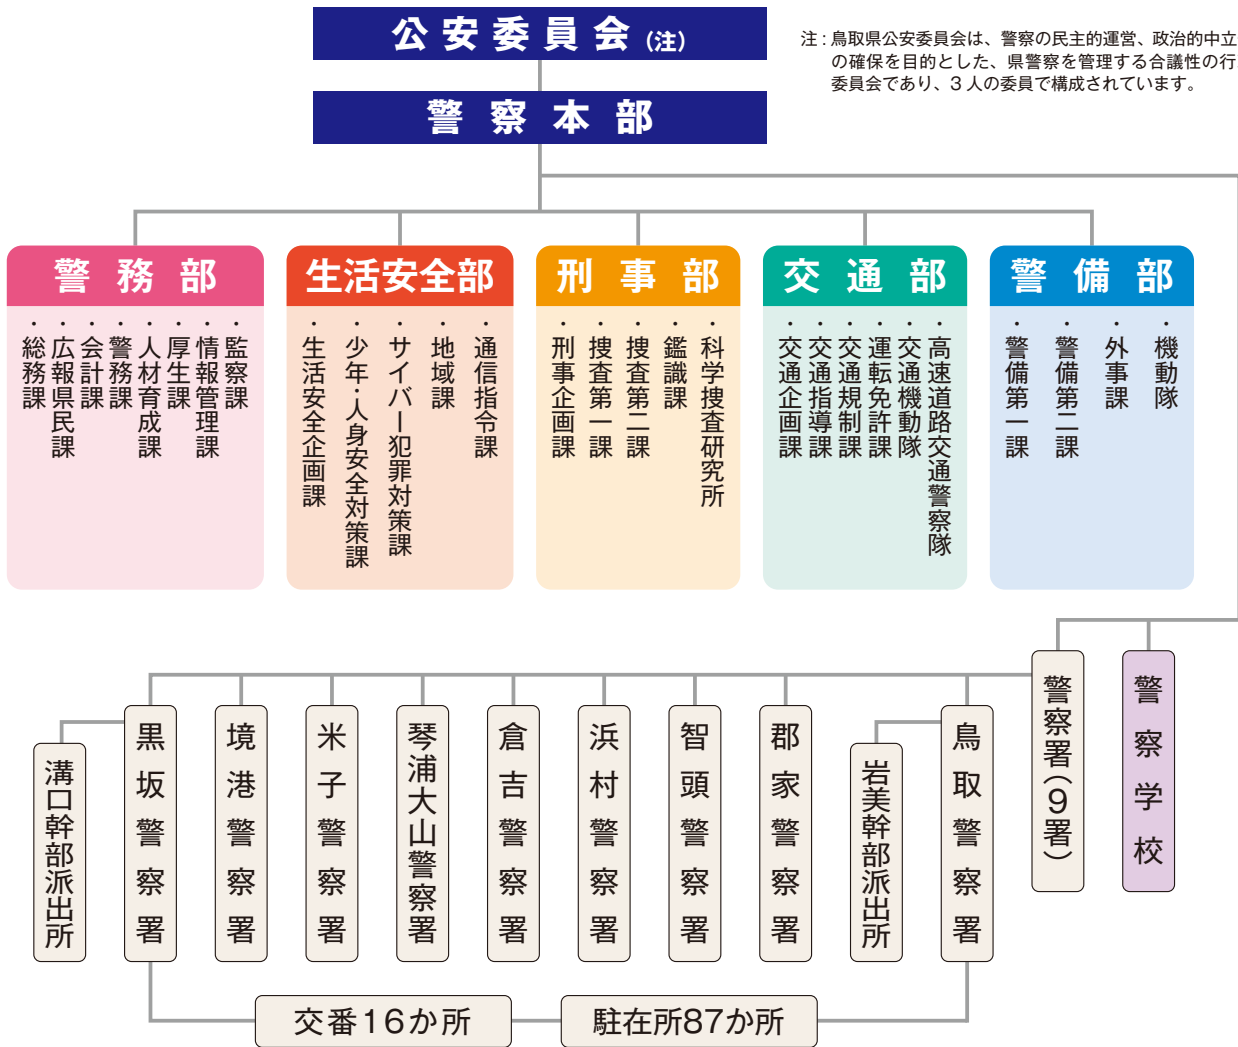 公安委員会(注)
注:鳥取県公安委員会は、警察の民主的運営、政治的中立
の確保を目的とした、県警察を管理する合議性の行
委員会であり、3人の委員で構成されています。
警察本部
警務部
・総務課
・広報県民課
・会計課
・警務課
・人材育成課
・厚生課
・情報管理課
・監察課
生活安全部
・生活安全企画課
・少年・人身安全対策課
・サイバー犯罪対策課
・地域課
・通信指令課
刑事部
・刑事企画課
・捜査第一課
・捜査第二課
・鑑識課
・科学捜査研究所
交通部
・交通企画課
・交通指導課
・交通規制課
・運転免許課
・交通機動隊
・高速道路交通警察隊
警備部
・警備第一課
・警備第二課
・外事課
・機動隊
警察学校
警察署(9署)
鳥取警察署
岩美幹部派出所
郡家警察署
智頭警察署
浜村警察署
倉吉警察署
琴浦大山警察署
米子警察署
境港警察署
黒坂警察署
溝口幹部派出所
交番16か所
駐在所87か所